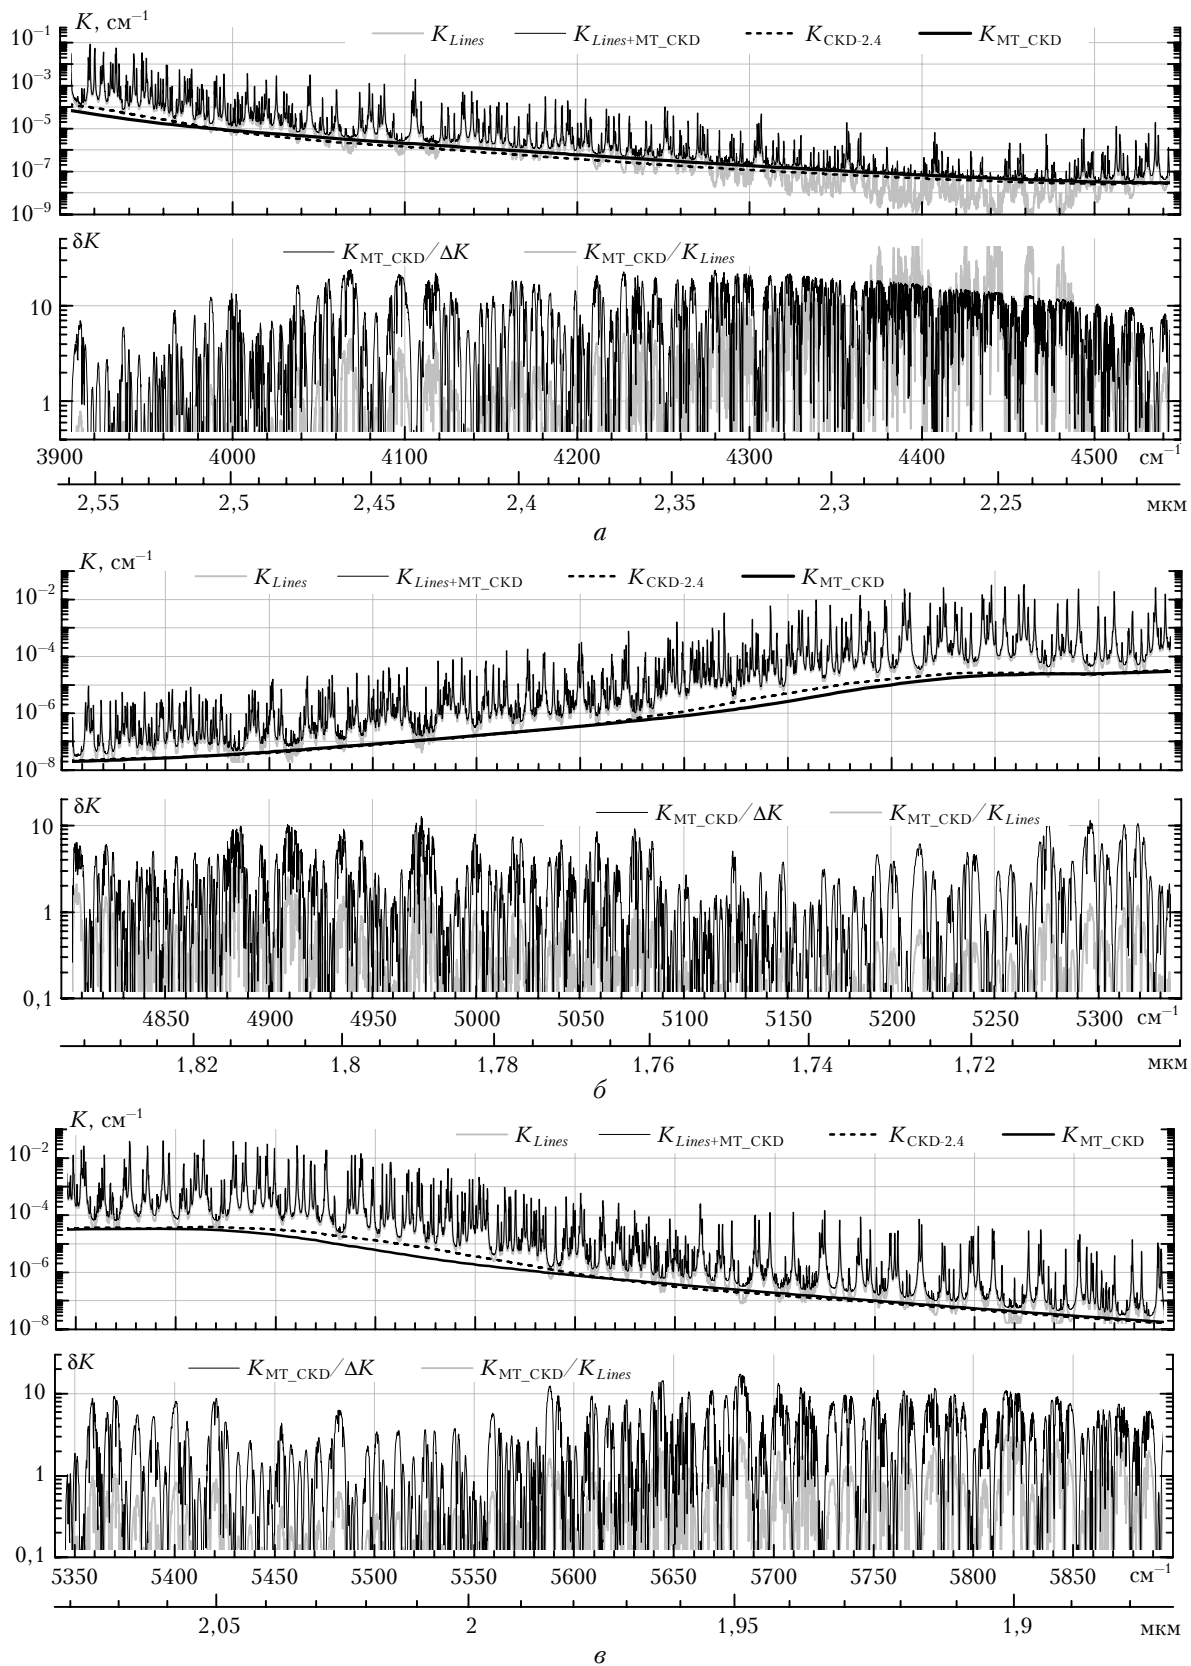 K, см⁻¹
K_Lines K_Lines+MT_CKD K_CKD-2.4 K_MT_CKD
10⁻¹
10⁻³
10⁻⁵
10⁻⁷
10⁻⁹
δK
K_MT_CKD/ΔK K_MT_CKD/K_Lines
10
1
3900 4000 4100 4200 4300 4400 4500 см⁻¹
2,55 2,5 2,45 2,4 2,35 2,3 2,25 мкм
а
K, см⁻¹
K_Lines K_Lines+MT_CKD K_CKD-2.4 K_MT_CKD
10⁻²
10⁻⁴
10⁻⁶
10⁻⁸
δK
K_MT_CKD/ΔK K_MT_CKD/K_Lines
10
1
0,1
4850 4900 4950 5000 5050 5100 5150 5200 5250 5300 см⁻¹
1,82 1,8 1,78 1,76 1,74 1,72 мкм
б
K, см⁻¹
K_Lines K_Lines+MT_CKD K_CKD-2.4 K_MT_CKD
10⁻²
10⁻⁴
10⁻⁶
10⁻⁸
δK
K_MT_CKD/ΔK K_MT_CKD/K_Lines
10
1
0,1
5350 5400 5450 5500 5550 5600 5650 5700 5750 5800 5850 см⁻¹
2,05 2 1,95 1,9 мкм
в